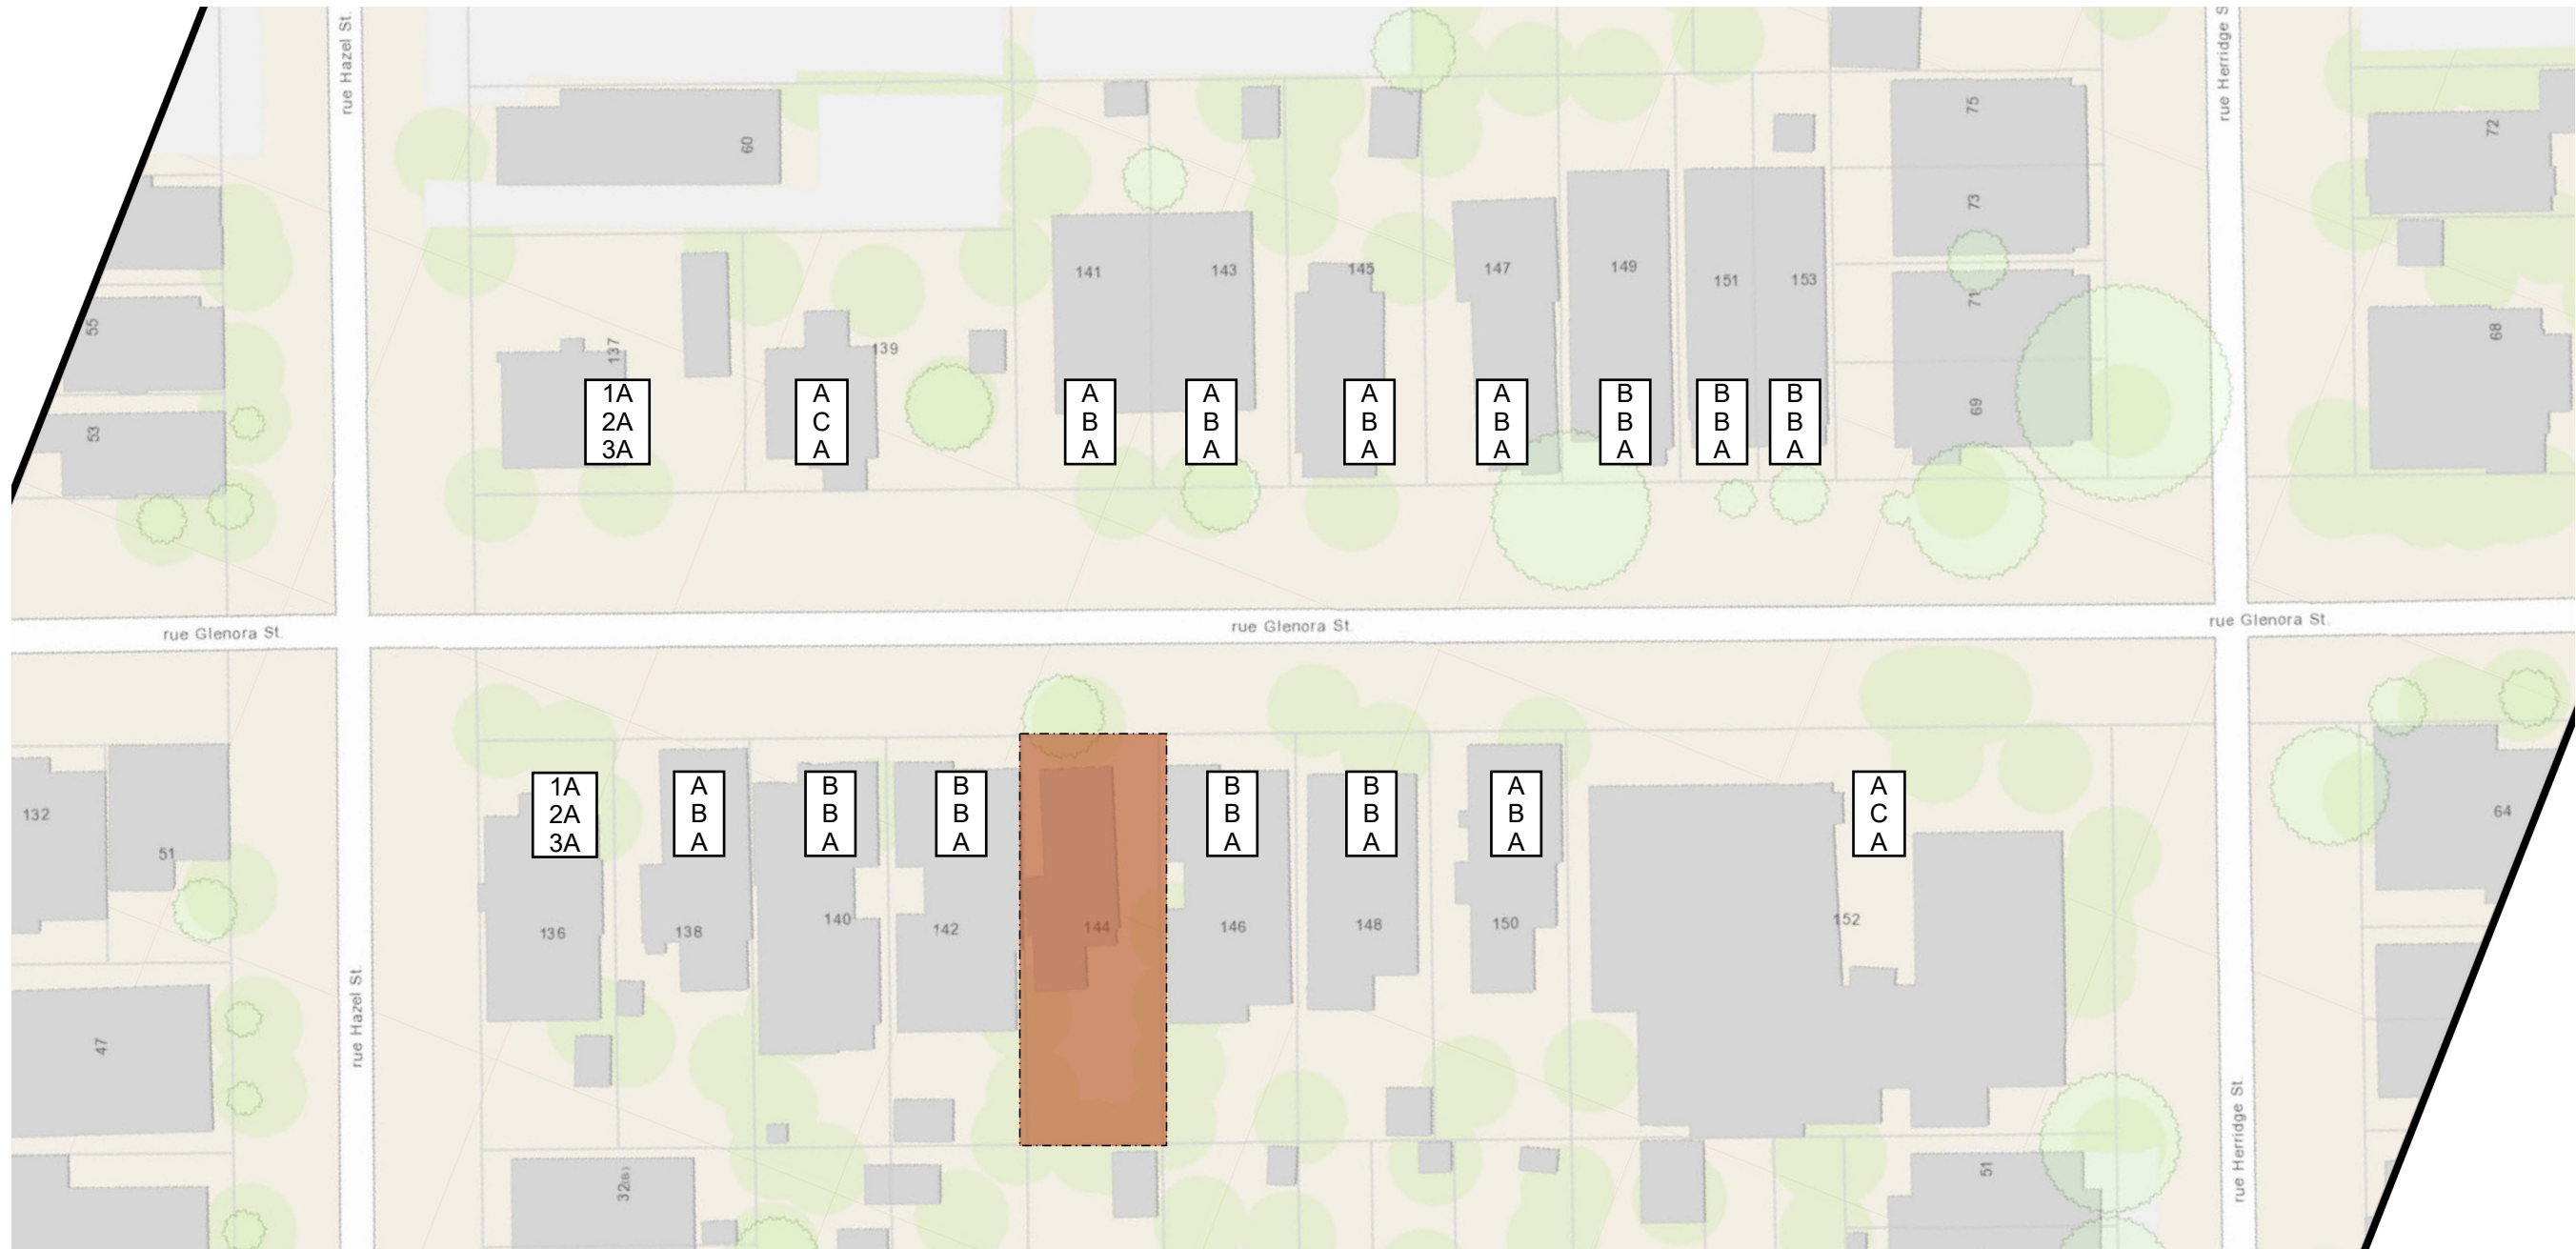 rue Hazel St.
rue Herridge S
60
75
72
73
141
143
145
147
149
151
153
71
55
137
139
68
53
69
1A
2A
3A
A
C
A
A
B
A
A
B
A
A
B
A
A
B
A
B
B
A
B
B
A
B
B
A
rue Glenora St.
rue Glenora St.
rue Glenora St.
1A
2A
3A
A
B
A
B
B
A
B
B
A
B
B
A
B
B
A
A
B
A
A
C
A
132
51
64
136
138
140
142
144
146
148
150
152
47
rue Hazel St.
rue Herridge St.
32(B)
51